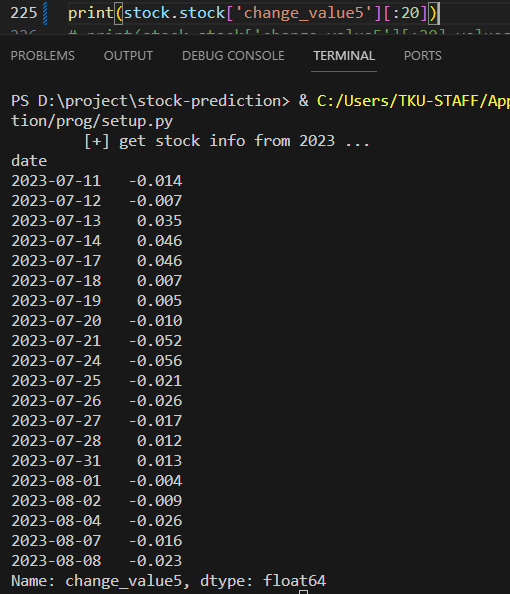 225 print(stock.stock['change_value5'][:20])
PROBLEMS OUTPUT DEBUG CONSOLE TERMINAL PORTS
PS D:\project\stock-prediction> & C:/Users/TKU-STAFF/App
tion/prog/setup.py
[+] get stock info from 2023 ...
date
2023-07-11 -0.014
2023-07-12 -0.007
2023-07-13 0.035
2023-07-14 0.046
2023-07-17 0.046
2023-07-18 0.007
2023-07-19 0.005
2023-07-20 -0.010
2023-07-21 -0.052
2023-07-24 -0.056
2023-07-25 -0.021
2023-07-26 -0.026
2023-07-27 -0.017
2023-07-28 0.012
2023-07-31 0.013
2023-08-01 -0.004
2023-08-02 -0.009
2023-08-04 -0.026
2023-08-07 -0.016
2023-08-08 -0.023
Name: change_value5, dtype: float64